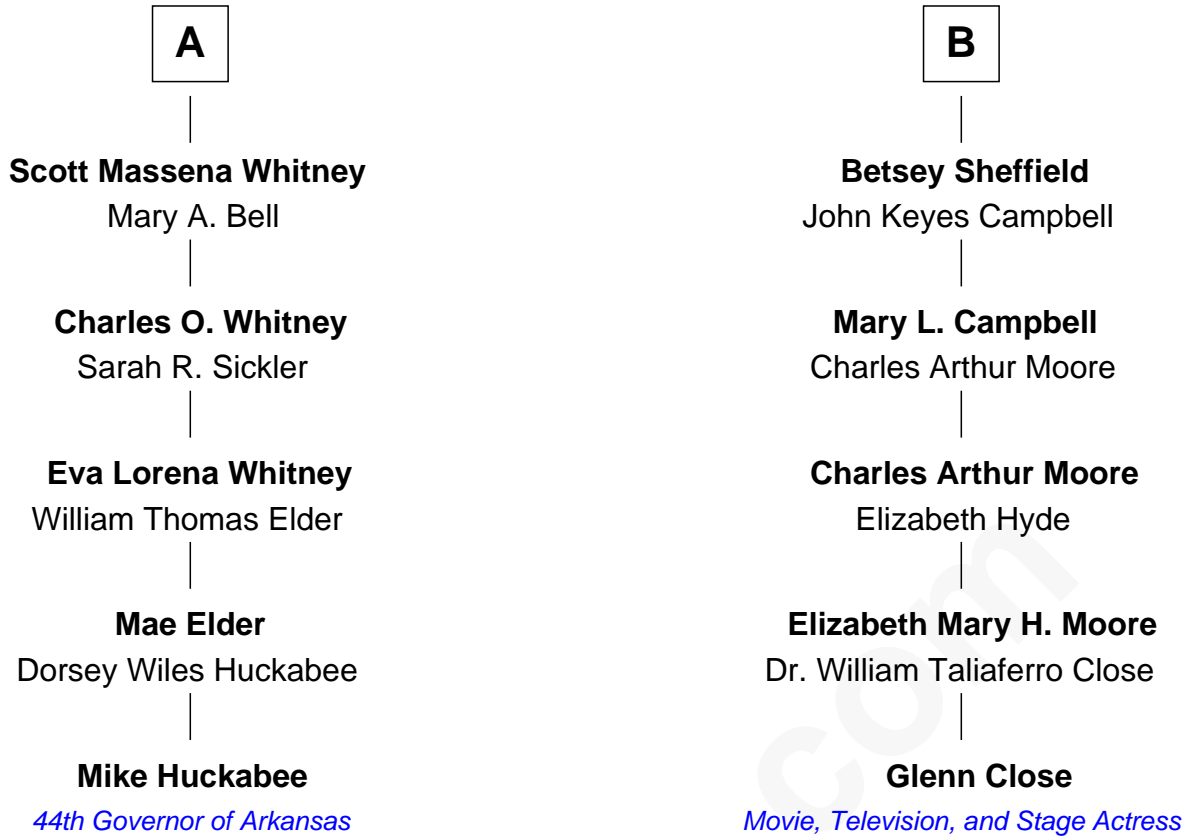 A
Scott Massena Whitney
Mary A. Bell
Charles O. Whitney
Sarah R. Sickler
Eva Lorena Whitney
William Thomas Elder
Mae Elder
Dorsey Wiles Huckabee
Mike Huckabee
44th Governor of Arkansas
B
Betsey Sheffield
John Keyes Campbell
Mary L. Campbell
Charles Arthur Moore
Charles Arthur Moore
Elizabeth Hyde
Elizabeth Mary H. Moore
Dr. William Taliaferro Close
Glenn Close
Movie, Television, and Stage Actress
com